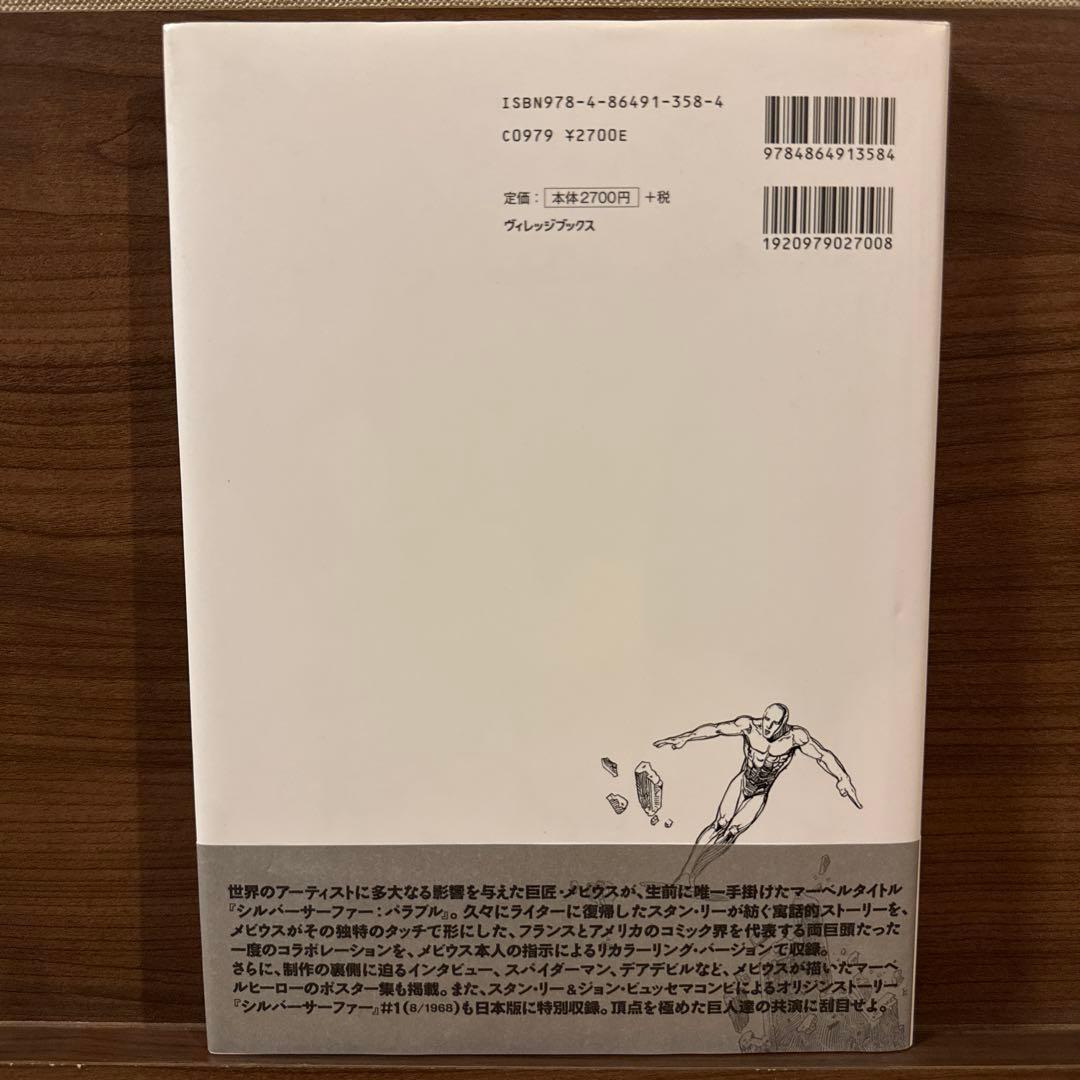 ISBN978-4-86491-358-4
C0979 ¥2700E
9784864913584
定価：本体2700円+税
ヴィレッジブックス
1920979027008
世界のアーティストに多大なる影響を与えた巨匠・メビウスが、生前に唯一手掛けたマーベルタイトル
『シルバーサーファー：パラブル』。久々にライターに復帰したスタン・リーが紡ぐ寓話的ストーリーを、
メビウスがその独特のタッチで形にした、フランスとアメリカのコミック界を代表する両巨頭たった
一度のコラボレーションを、メビウス本人の指示によるリカラーリング・バージョンで収録。
さらに、制作の裏側に迫るインタビュー、スパイダーマン、デアデビルなど、メビウスが描いたマーベ
ルヒーローのポスター集も掲載。また、スタン・リー&ジョン・ビュッセマコンビによるオリジンストーリー
『シルバーサーファー』#1(8/1968)も日本版に特別収録。頂点を極めた巨人達の共演に刮目せよ。